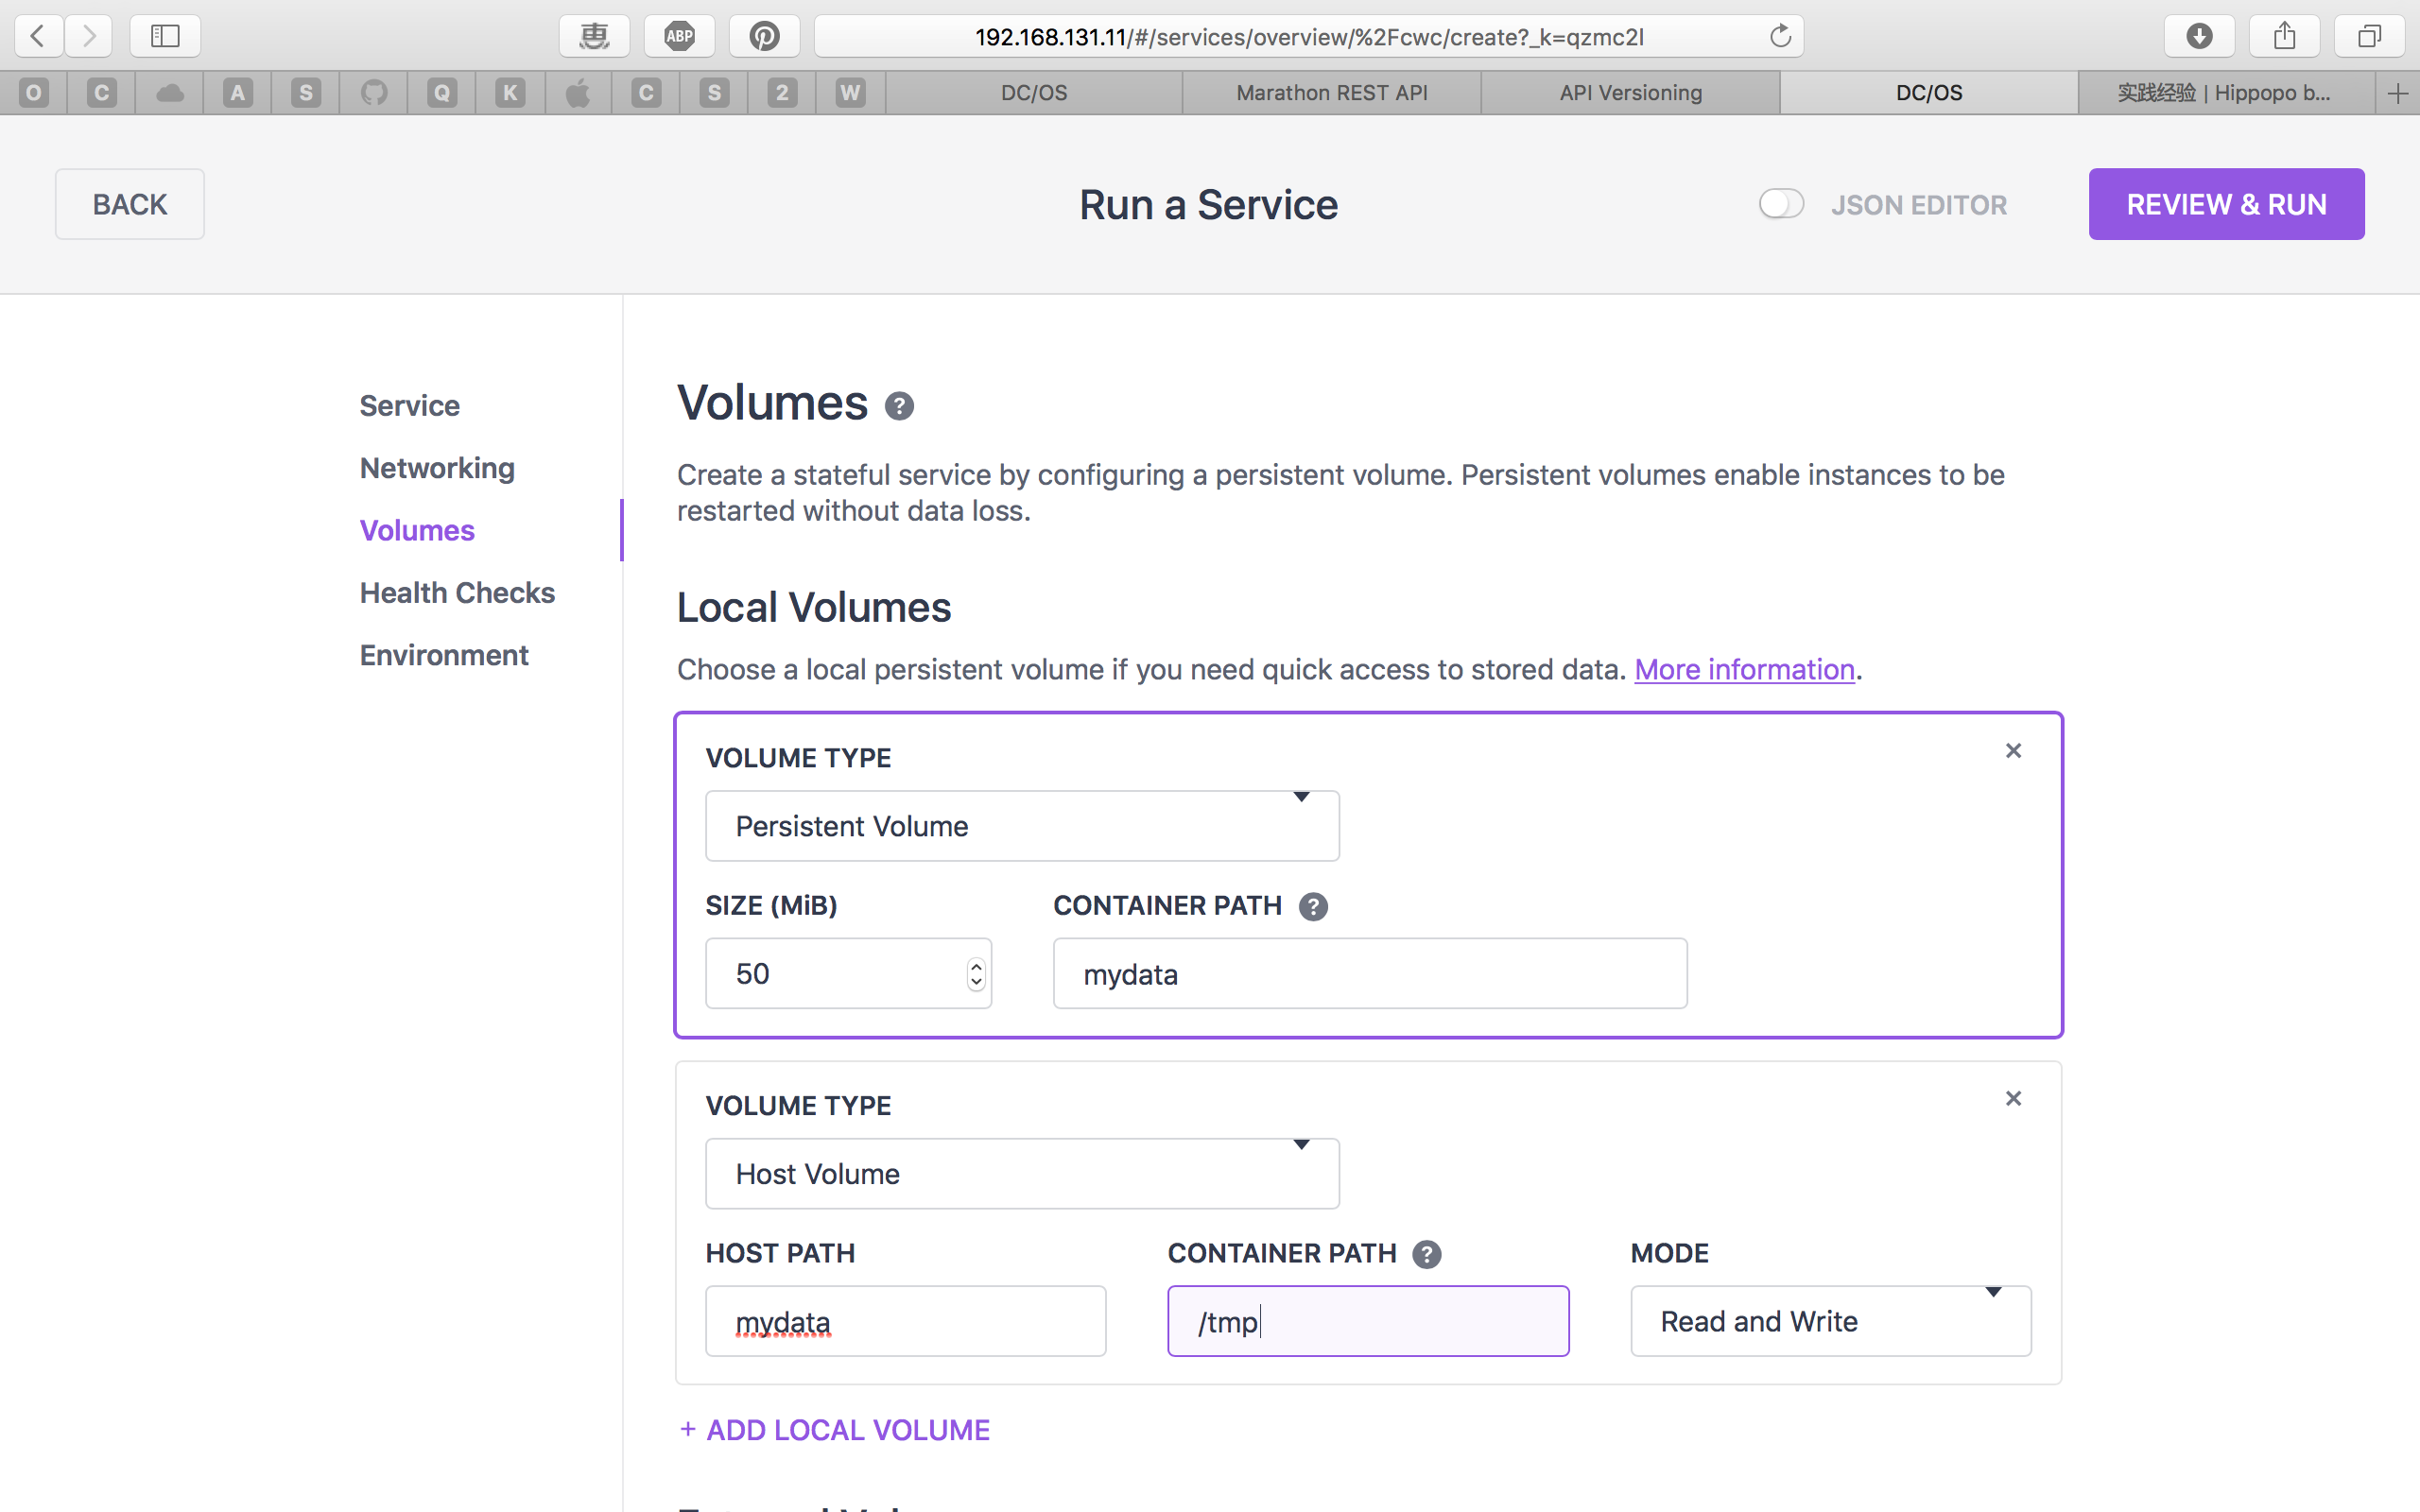 惠 ABP 192.168.131.11/#/services/overview/%2Fcwc/create?_k=qzmc2l
O C A S Q K C S 2 W DC/OS Marathon REST API API Versioning DC/OS 实践经验 | Hippopo b...
BACK Run a Service JSON EDITOR REVIEW & RUN
Service
Networking
Volumes
Health Checks
Environment
Volumes ?
Create a stateful service by configuring a persistent volume. Persistent volumes enable instances to be
restarted without data loss.
Local Volumes
Choose a local persistent volume if you need quick access to stored data. More information.
VOLUME TYPE
Persistent Volume
SIZE (MiB) CONTAINER PATH ?
50 mydata
VOLUME TYPE
Host Volume
HOST PATH CONTAINER PATH ? MODE
mydata /tmp Read and Write
+ ADD LOCAL VOLUME